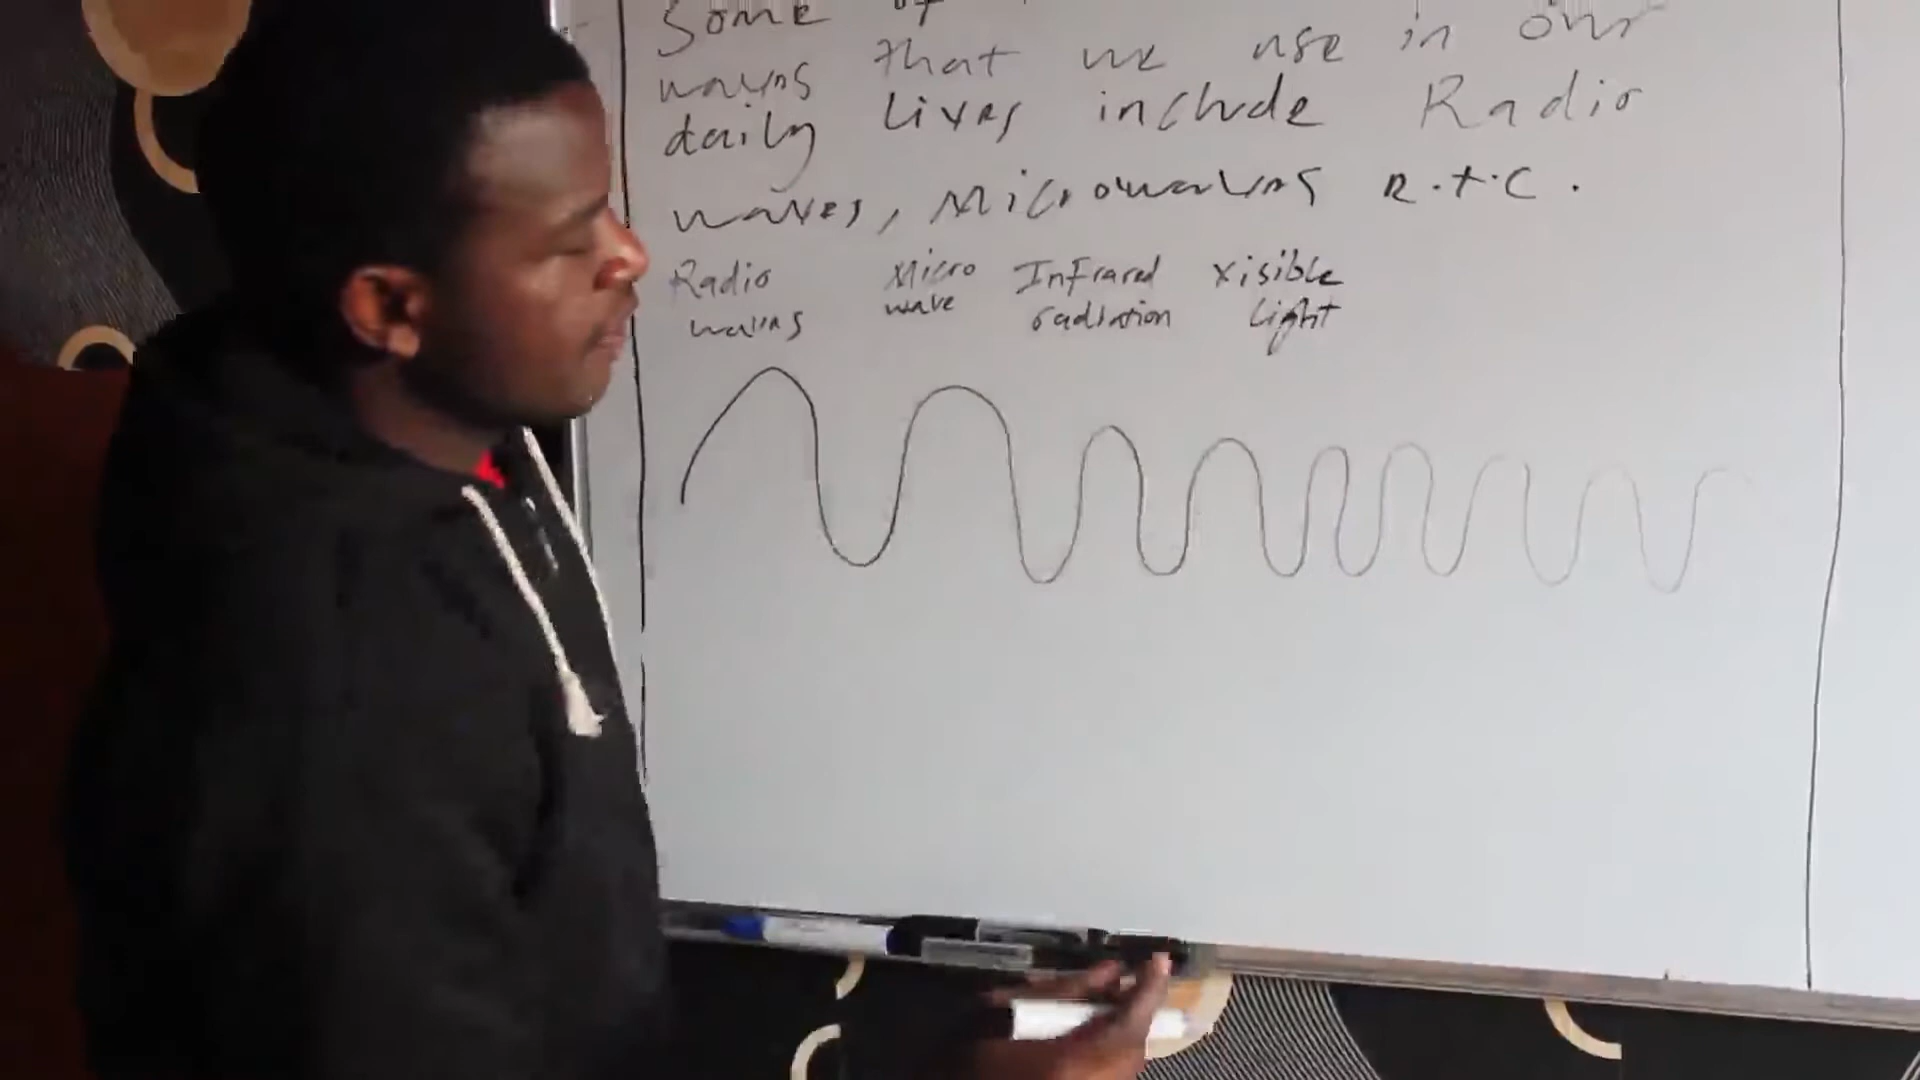 Some of
waves that we use in our
daily lives include Radio
waves, Microwaves e.t.c.
Radio waves
Micro wave
Infrared radiation
Visible light